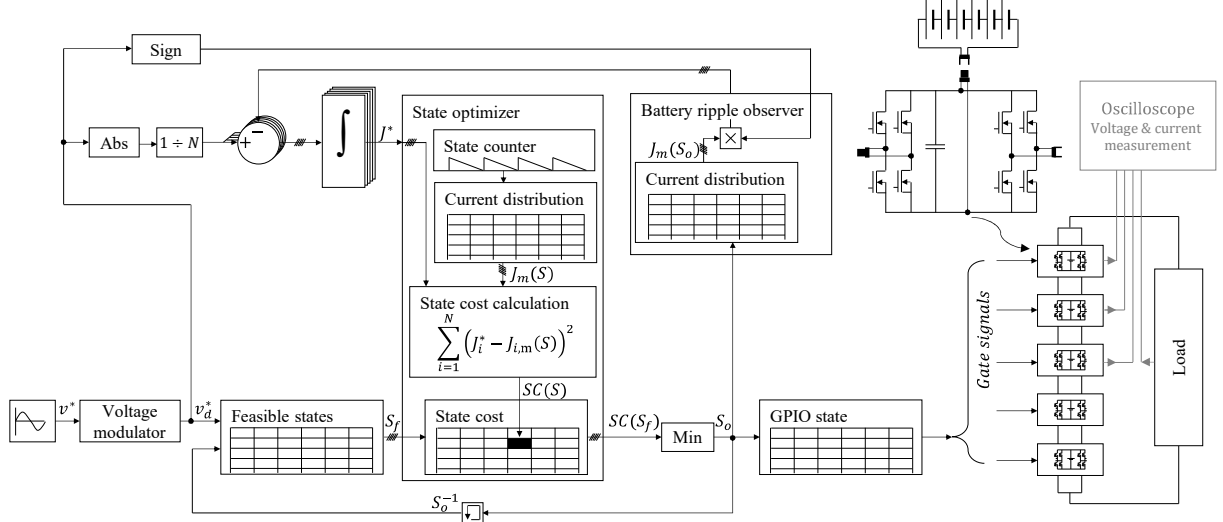 Sign
Abs
1 ÷ N
+
−
∫
J*
State optimizer
State counter
Current distribution
J_m(S)
State cost calculation
\sum_{i=1}^{N} (J_i^* − J_{i,m}(S))^2
SC(S)
Battery ripple observer
×
J_m(S_o)
Current distribution
Oscilloscope
Voltage & current
measurement
Gate signals
Load
v*
Voltage
modulator
v_d^*
Feasible states
S_f
State cost
SC(S_f)
Min
S_o
GPIO state
S_o^{-1}